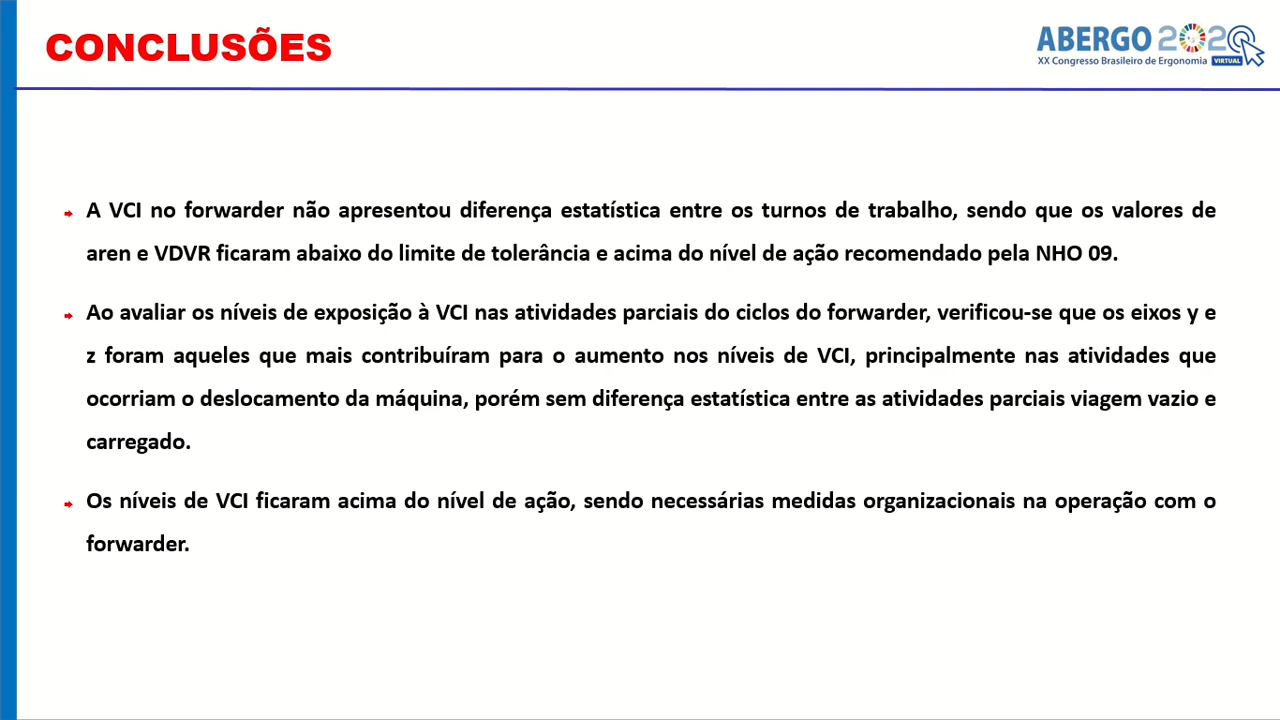 CONCLUSÕES
ABERGO 2020
XX Congresso Brasileiro de Ergonomia VIRTUAL
A VCI no forwarder não apresentou diferença estatística entre os turnos de trabalho, sendo que os valores de
aren e VDVR ficaram abaixo do limite de tolerância e acima do nível de ação recomendado pela NHO 09.
Ao avaliar os níveis de exposição à VCI nas atividades parciais do ciclos do forwarder, verificou-se que os eixos y e
z foram aqueles que mais contribuíram para o aumento nos níveis de VCI, principalmente nas atividades que
ocorriam o deslocamento da máquina, porém sem diferença estatística entre as atividades parciais viagem vazio e
carregado.
Os níveis de VCI ficaram acima do nível de ação, sendo necessárias medidas organizacionais na operação com o
forwarder.